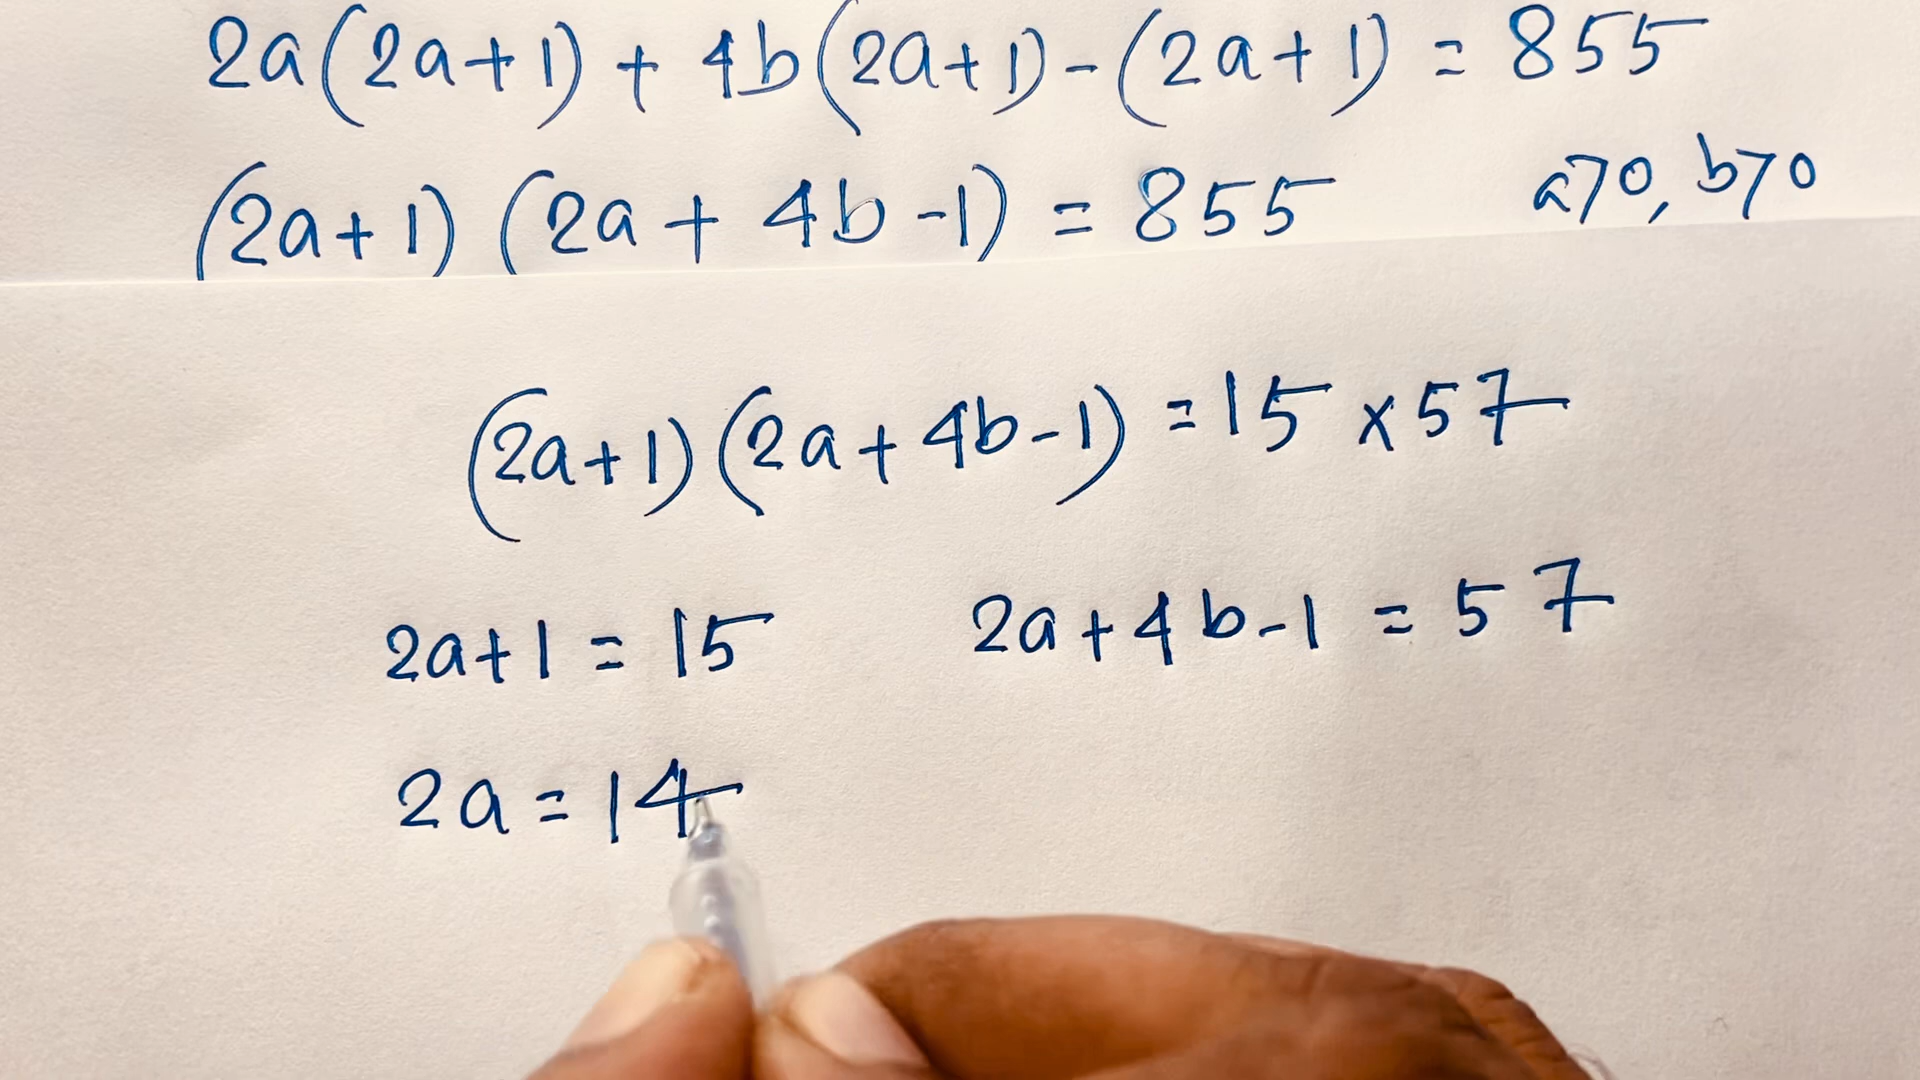 2a(2a+1) + 4b(2a+1)-(2a+1) = 855
(2a+1) (2a + 4b -1) = 855 a>0, b>0
(2a+1)(2a+4b-1) = 15 x 57
2a+1 = 15 2a+4b-1 = 57
2a = 14